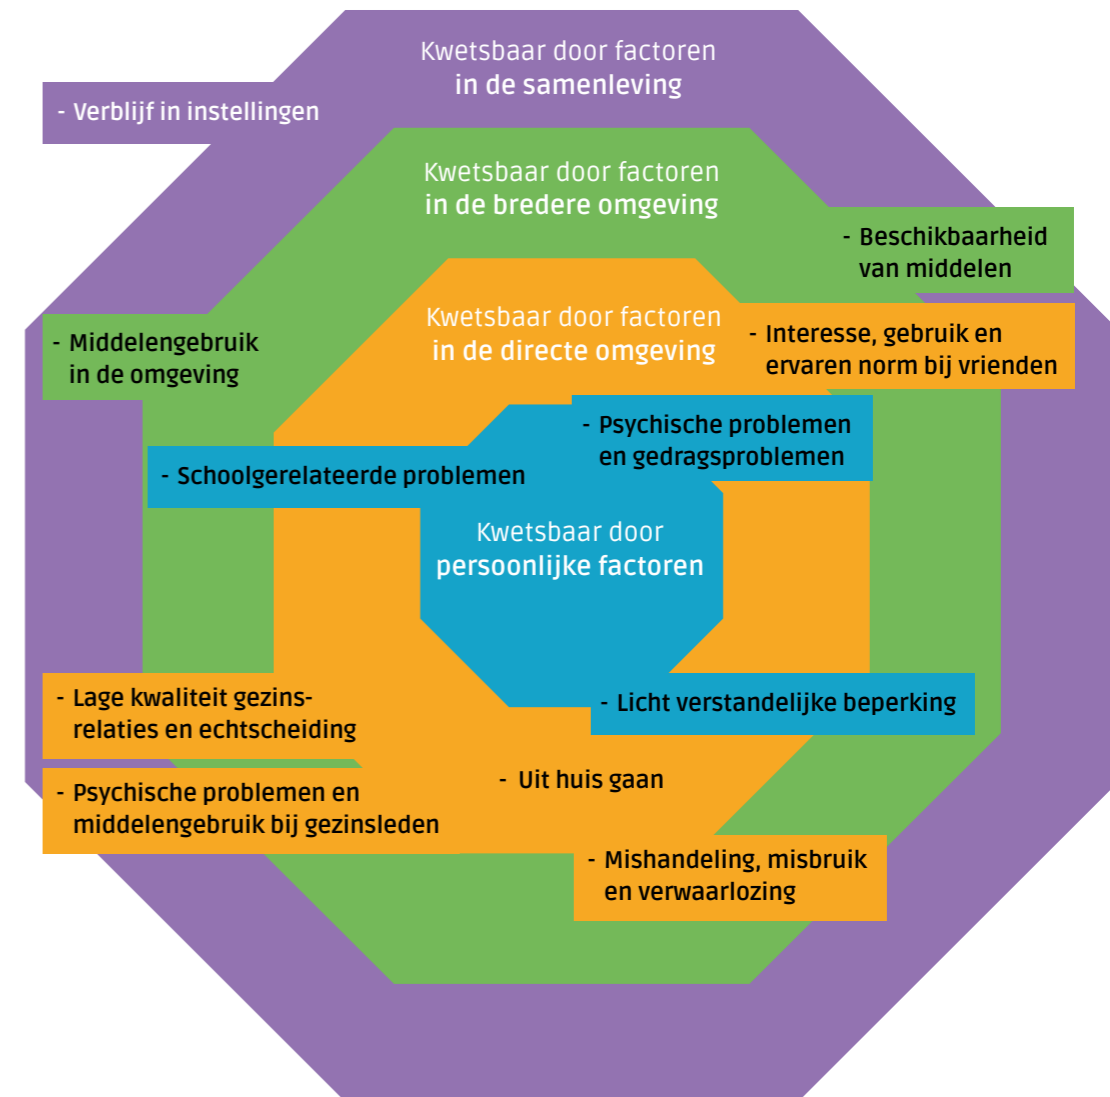 Kwetsbaar door factoren
in de samenleving
- Verblijf in instellingen
Kwetsbaar door factoren
in de bredere omgeving
- Beschikbaarheid
van middelen
- Middelengebruik
in de omgeving
Kwetsbaar door factoren
in de directe omgeving
- Interesse, gebruik en
ervaren norm bij vrienden
- Psychische problemen
en gedragsproblemen
- Schoolgerelateerde problemen
Kwetsbaar door
persoonlijke factoren
- Lage kwaliteit gezins-
relaties en echtscheiding
- Licht verstandelijke beperking
- Uit huis gaan
- Psychische problemen en
middelengebruik bij gezinsleden
- Mishandeling, misbruik
en verwaarlozing